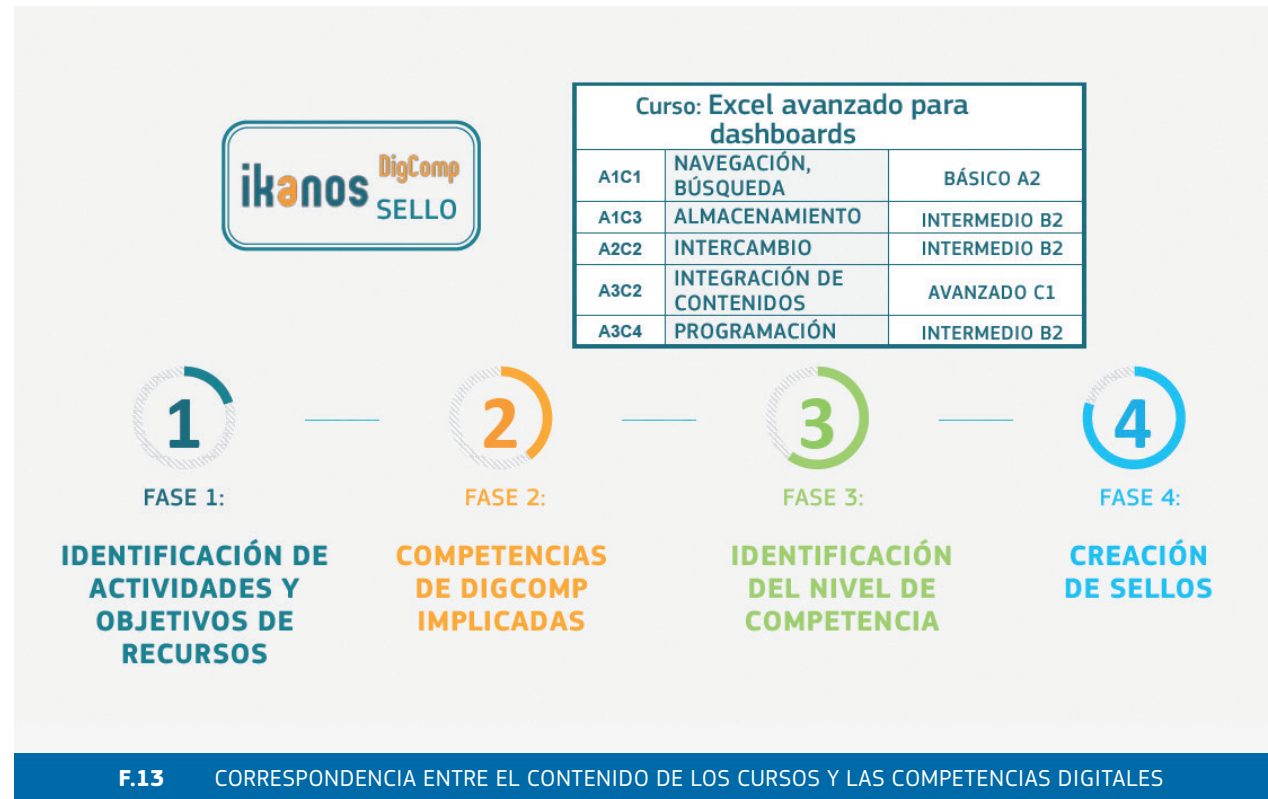 ikanos DigComp
SELLO
Curso: Excel avanzado para
dashboards
A1C1 NAVEGACIÓN, BÁSICO A2
BÚSQUEDA
A1C3 ALMACENAMIENTO INTERMEDIO B2
A2C2 INTERCAMBIO INTERMEDIO B2
A3C2 INTEGRACIÓN DE AVANZADO C1
CONTENIDOS
A3C4 PROGRAMACIÓN INTERMEDIO B2
1
FASE 1:
IDENTIFICACIÓN DE
ACTIVIDADES Y
OBJETIVOS DE
RECURSOS
2
FASE 2:
COMPETENCIAS
DE DIGCOMP
IMPLICADAS
3
FASE 3:
IDENTIFICACIÓN
DEL NIVEL DE
COMPETENCIA
4
FASE 4:
CREACIÓN
DE SELLOS
F.13 CORRESPONDENCIA ENTRE EL CONTENIDO DE LOS CURSOS Y LAS COMPETENCIAS DIGITALES